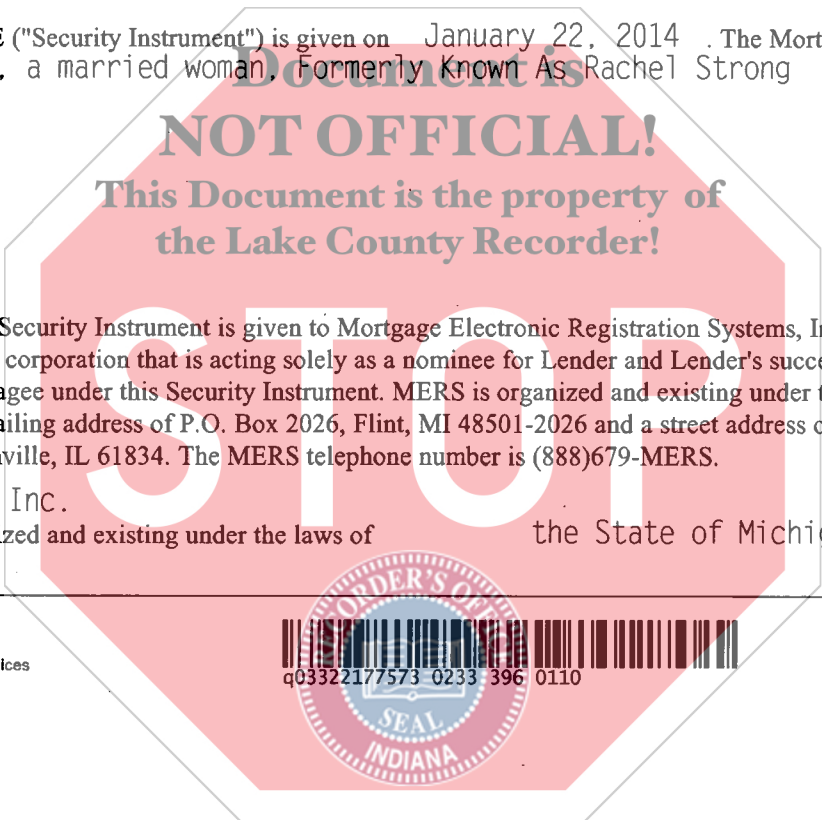 E ("Security Instrument") is given on January 22, 2014 . The Mort
, a married woman, Formerly Known As Rachel Strong
Document is
NOT OFFICIAL!
This Document is the property of
the Lake County Recorder!
Security Instrument is given to Mortgage Electronic Registration Systems, In
corporation that is acting solely as a nominee for Lender and Lender's succe
agee under this Security Instrument. MERS is organized and existing under t
ailing address of P.O. Box 2026, Flint, MI 48501-2026 and a street address o
ville, IL 61834. The MERS telephone number is (888)679-MERS.
STOP
Inc.
zed and existing under the laws of the State of Michig
RECORDER'S OFFICE
ices
q03322177573 0233 396 0110
SEAL
INDIANA